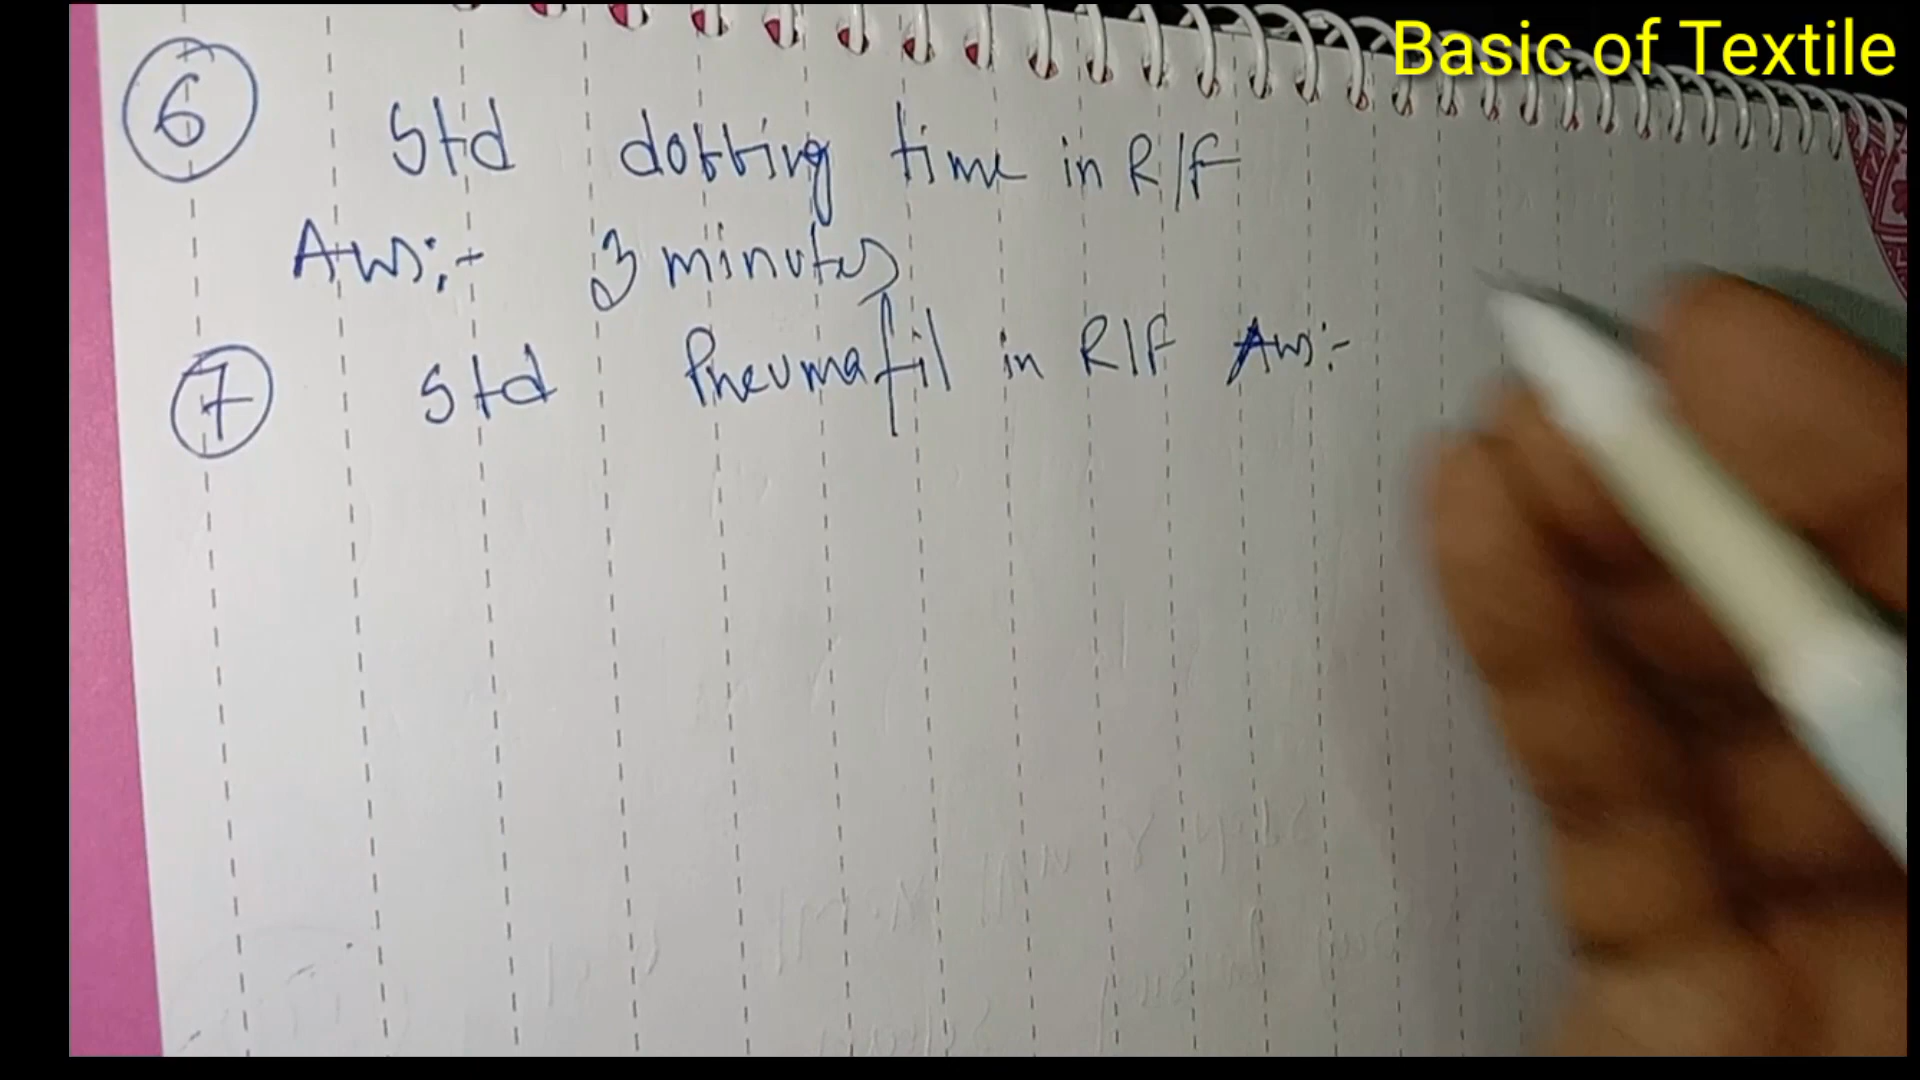 Basic of Textile
6 Std doffing time in R/F
Ans:- 3 minutes
7 Std Pneumafil in R/F Ans:-